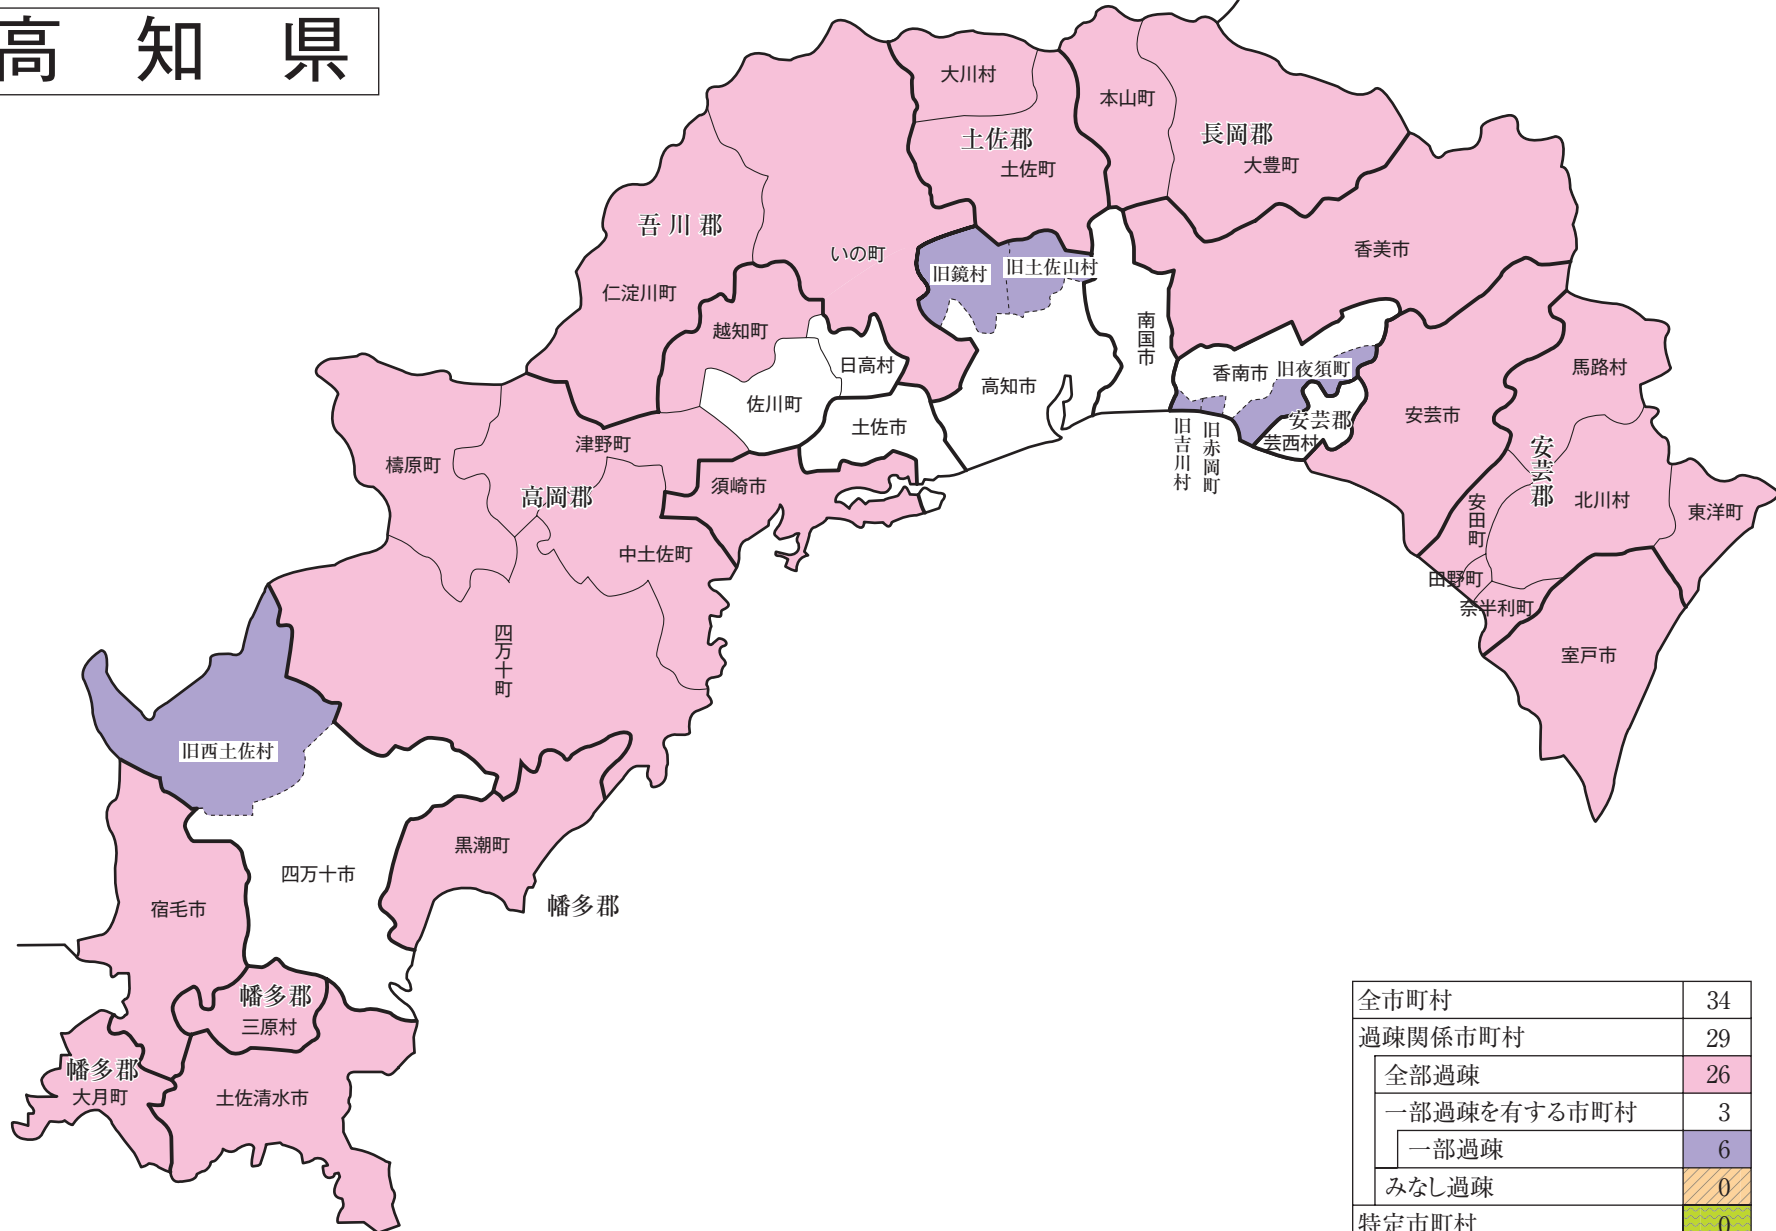 高知県
大川村
本山町
土佐郡
土佐町
長岡郡
大豊町
吾川郡
いの町
仁淀川町
旧鏡村
旧土佐山村
香美市
越知町
日高村
佐川町
土佐市
高知市
南国市
香南市
旧夜須町
安芸郡
芸西村
旧吉川村
旧赤岡町
安芸市
馬路村
安芸郡
北川村
東洋町
安田町
田野町
奈半利町
室戸市
檮原町
津野町
高岡郡
須崎市
中土佐町
四万十町
旧西土佐村
四万十市
黒潮町
幡多郡
宿毛市
幡多郡
三原村
幡多郡
大月町
土佐清水市
全市町村 34
過疎関係市町村 29
全部過疎 26
一部過疎を有する市町村 3
一部過疎 6
みなし過疎 0
特定市町村 0